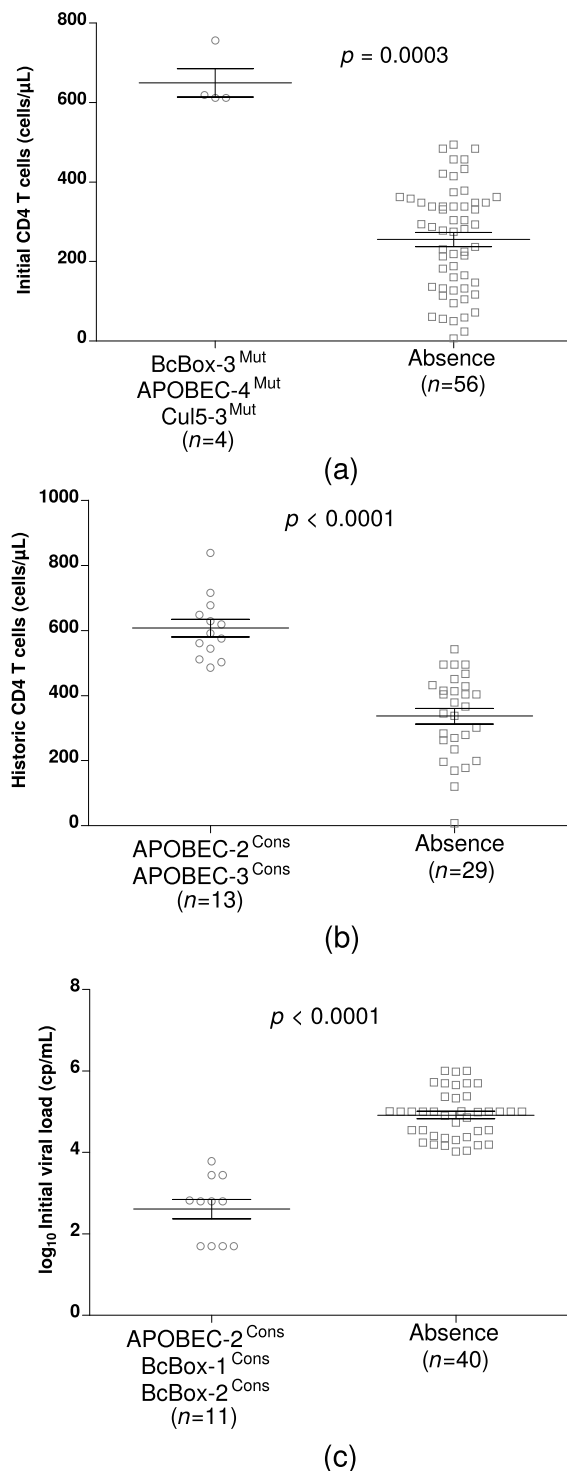 800
600
400
200
0
Initial CD4 T cells (cells/µL)
p = 0.0003
BcBox-3^Mut
APOBEC-4^Mut
Cul5-3^Mut
(n=4)
Absence
(n=56)
(a)
1000
800
600
400
200
0
Historic CD4 T cells (cells/µL)
p < 0.0001
APOBEC-2^Cons
APOBEC-3^Cons
(n=13)
Absence
(n=29)
(b)
8
6
4
2
0
log₁₀ Initial viral load (cp/mL)
p < 0.0001
APOBEC-2^Cons
BcBox-1^Cons
BcBox-2^Cons
(n=11)
Absence
(n=40)
(c)